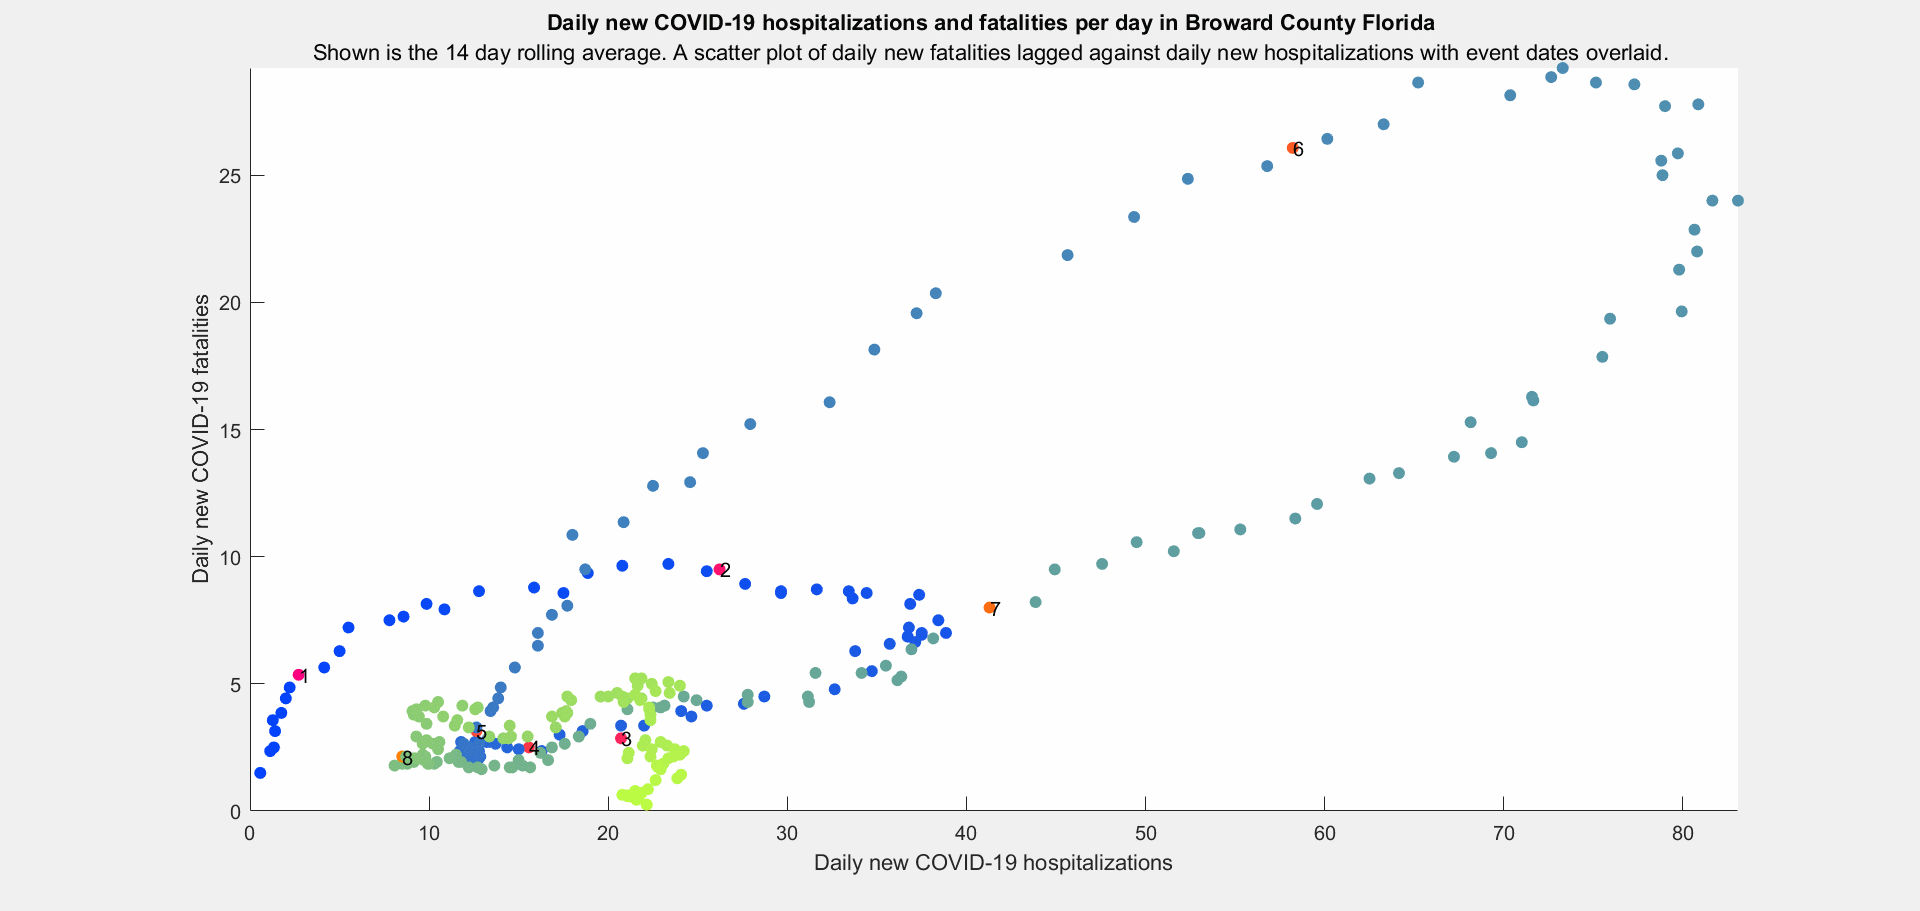 Daily new COVID-19 hospitalizations and fatalities per day in Broward County Florida
Shown is the 14 day rolling average. A scatter plot of daily new fatalities lagged against daily new hospitalizations with event dates overlaid.
Daily new COVID-19 fatalities
25
20
15
10
5
0
6
7
2
1
5
4
3
8
0 10 20 30 40 50 60 70 80
Daily new COVID-19 hospitalizations